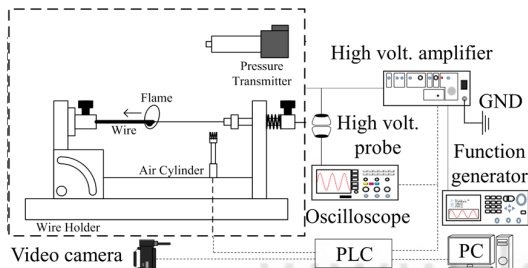 Pressure
Transmitter
High volt. amplifier
Flame
Wire
GND
High volt.
probe
Air Cylinder
Function
generator
Oscilloscope
Wire Holder
Video camera
PLC
PC